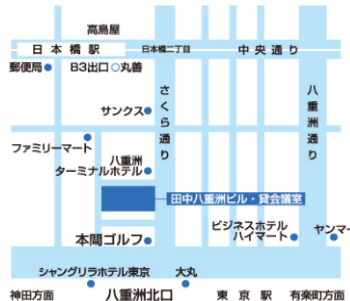 高島屋
日本橋駅
日本橋二丁目
中央通り
郵便局
B3出口
丸善
さくら通り
八重洲通り
サンクス
ファミリーマート
八重洲
ターミナルホテル
田中八重洲ビル・貸会議室
本間ゴルフ
ビジネスホテル
ハイマート
ヤンマ
シャングリラホテル東京
大丸
神田方面
八重洲北口
東京駅
有楽町方面